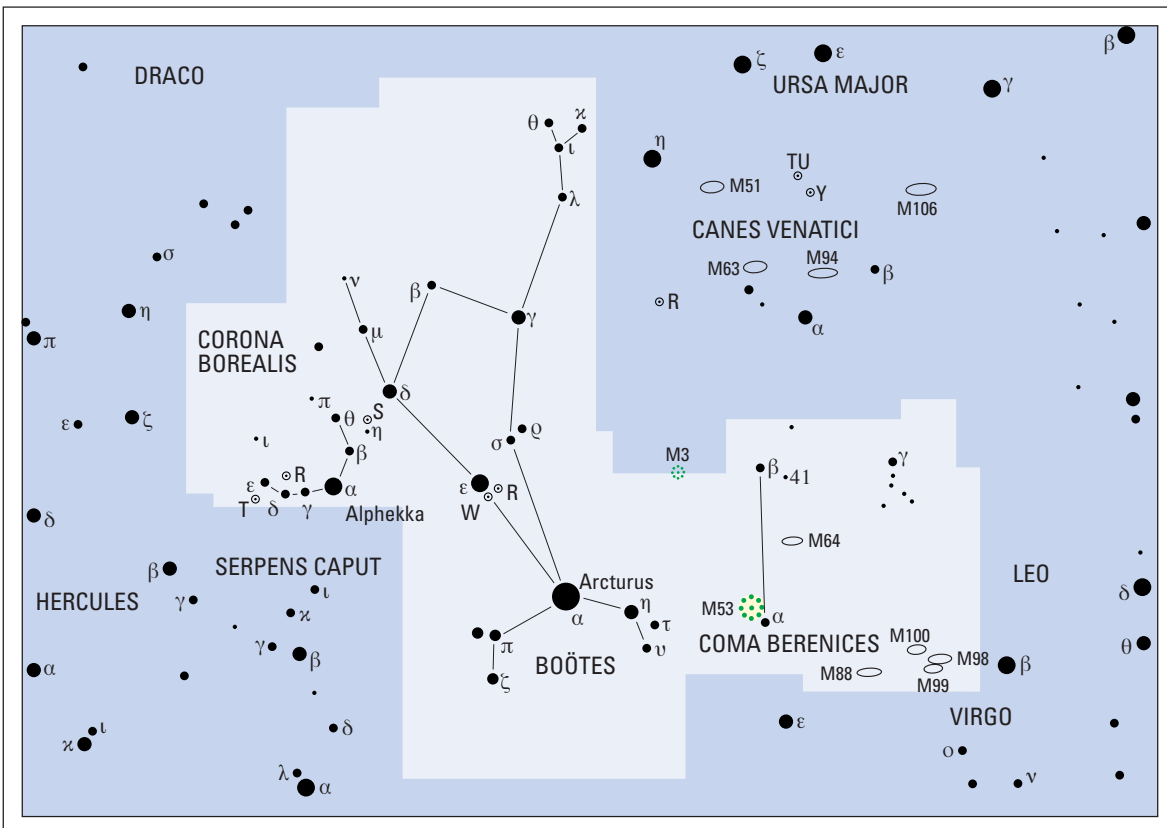 DRACO
ζ
ε
β
URSA MAJOR
γ
θ
ϰ
ι
η
TU
Y
M51
M106
λ
σ
CANES VENATICI
M63
M94
β
ν
β
R
η
γ
α
μ
π
CORONA
BOREALIS
δ
π
θ
S
η
ε
ζ
ι
β
σ
ϱ
M3
β
41
γ
R
ε
α
ε
R
T
δ
γ
W
Alphekka
δ
M64
SERPENS CAPUT
β
ι
Arcturus
LEO
δ
HERCULES
γ
ϰ
α
η
τ
M53
α
COMA BERENICES
M100
θ
γ
β
π
υ
BOÖTES
M98
α
ζ
M88
M99
β
δ
ε
VIRGO
ι
ϰ
ο
λ
α
ν